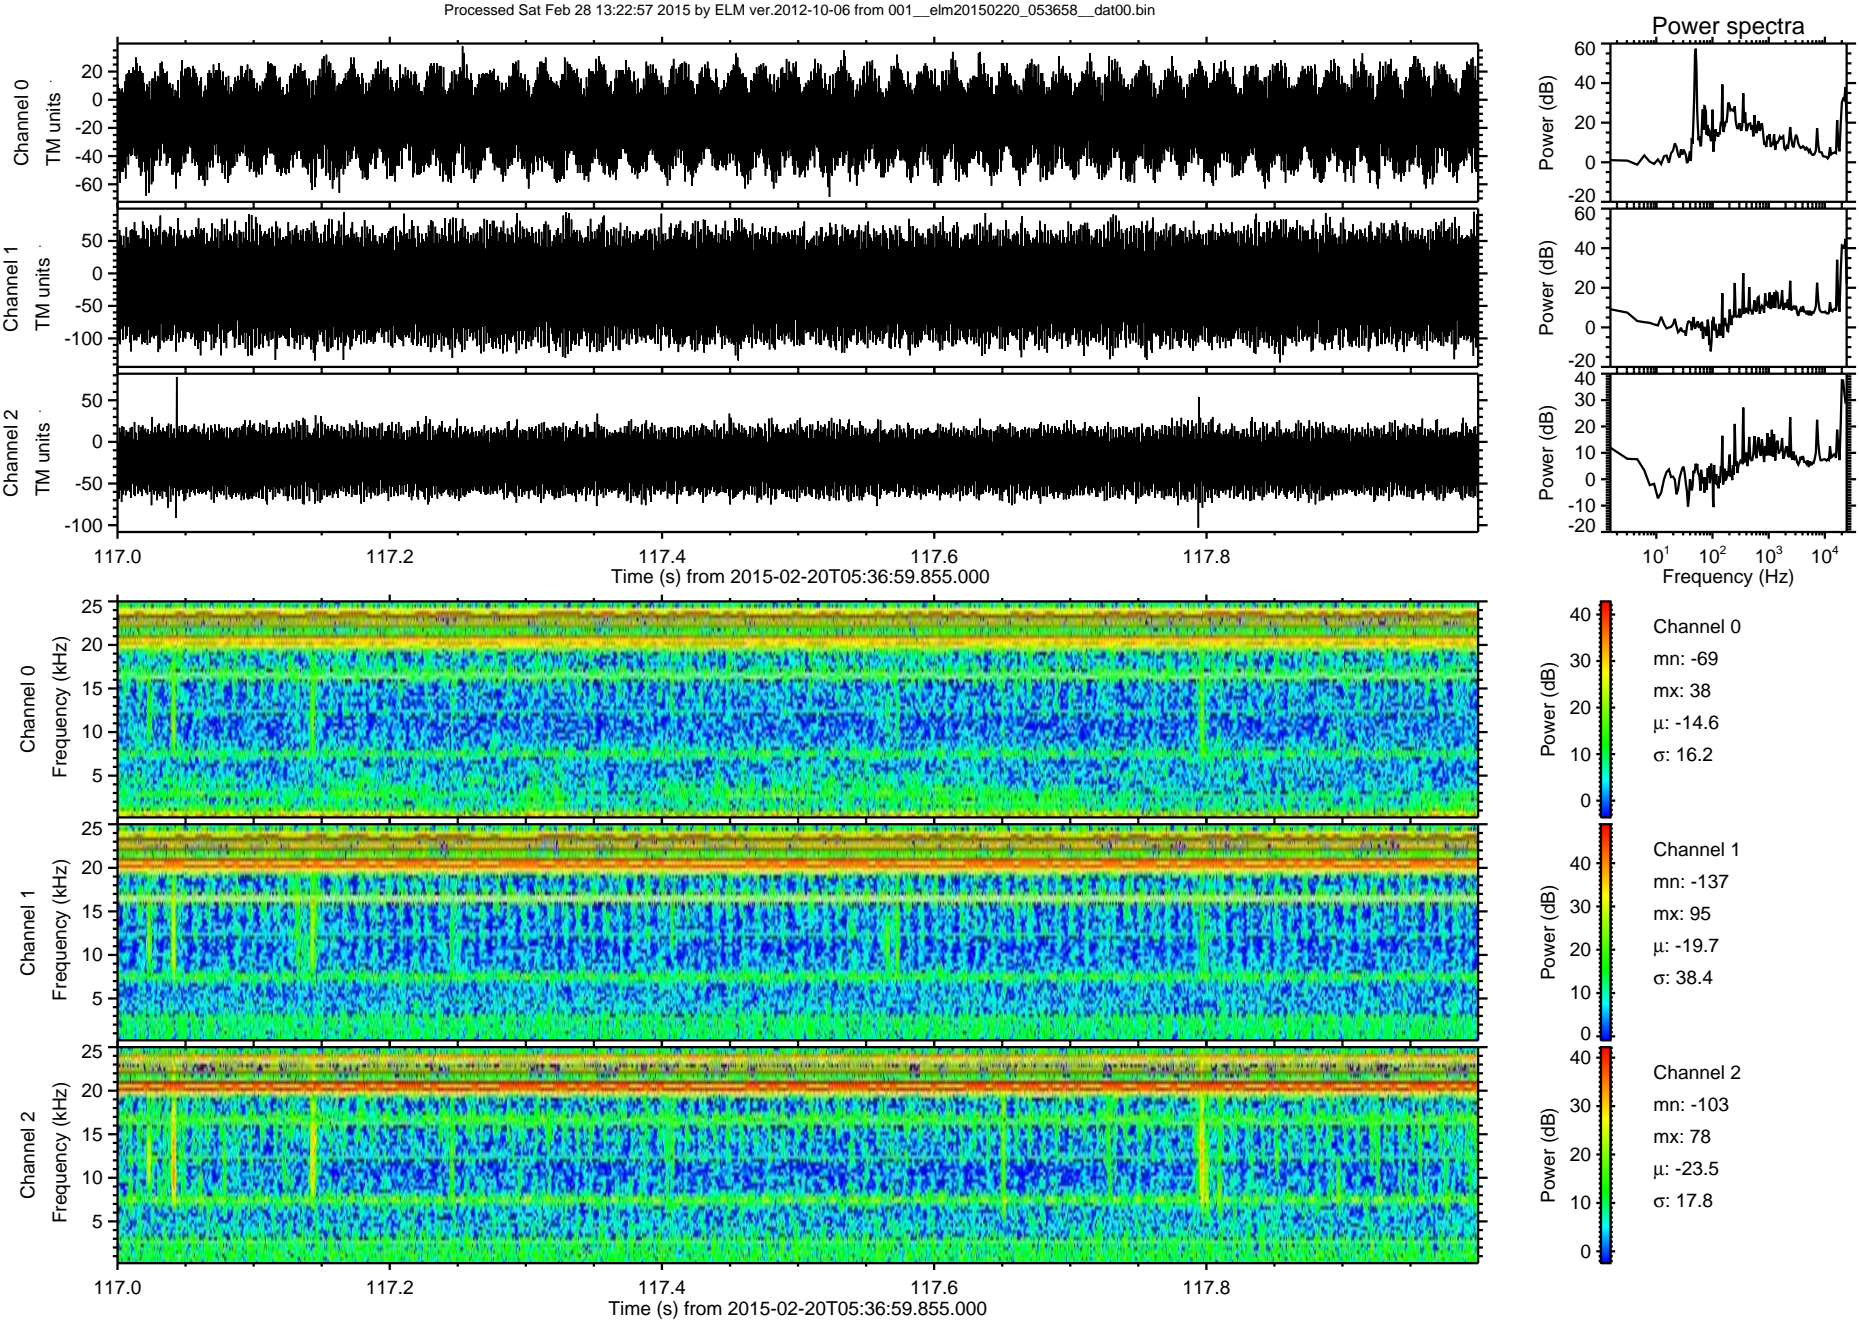 Processed Sat Feb 28 13:22:57 2015 by ELM ver.2012-10-06 from 001__elm20150220_053658__dat00.bin
Power spectra
Channel 0
TM units
20
0
-20
-40
-60
Power (dB)
60
40
20
0
-20
Channel 1
TM units
50
0
-50
-100
Power (dB)
60
40
20
0
-20
Channel 2
TM units
50
0
-50
-100
Power (dB)
40
30
20
10
0
-10
-20
117.0 117.2 117.4 117.6 117.8
Time (s) from 2015-02-20T05:36:59.855.000
10^1 10^2 10^3 10^4
Frequency (Hz)
Channel 0
Frequency (kHz)
25
20
15
10
5
Power (dB)
40
30
20
10
0
Channel 0
mn: -69
mx: 38
μ: -14.6
σ: 16.2
Channel 1
Frequency (kHz)
25
20
15
10
5
Power (dB)
40
30
20
10
0
Channel 1
mn: -137
mx: 95
μ: -19.7
σ: 38.4
Channel 2
Frequency (kHz)
25
20
15
10
5
Power (dB)
40
30
20
10
0
Channel 2
mn: -103
mx: 78
μ: -23.5
σ: 17.8
117.0 117.2 117.4 117.6 117.8
Time (s) from 2015-02-20T05:36:59.855.000